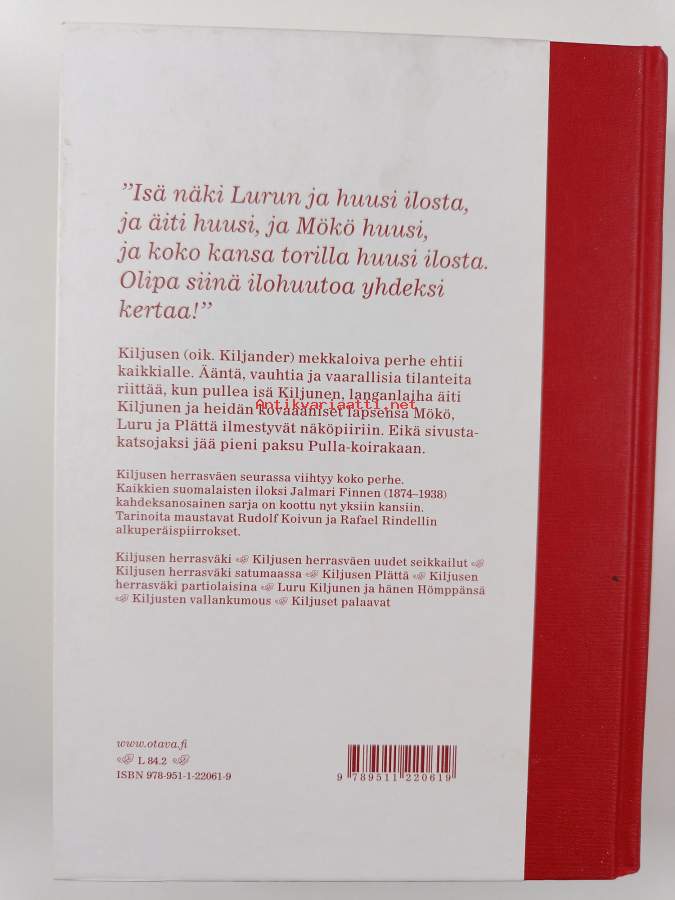 ”Isä näki Lurun ja huusi ilosta,
ja äiti huusi, ja Mökö huusi,
ja koko kansa torilla huusi ilosta.
Olipa siinä ilohuutoa yhdeksi
kertaa!”
Kiljusen (oik. Kiljander) mekkaloiva perhe ehtii
kaikkialle. Ääntä, vauhtia ja vaarallisia tilanteita
riittää, kun pullea isä Kiljunen, langanlaiha äiti
Antikvariaatti.net
Kiljunen ja heidän kovaääniset lapsensa Mökö,
Luru ja Plättä ilmestyvät näköpiiriin. Eikä sivusta-
katsojaksi jää pieni paksu Pulla-koirakaan.
Kiljusen herrasväen seurassa viihtyy koko perhe.
Kaikkien suomalaisten iloksi Jalmari Finnen (1874–1938)
kahdeksanosainen sarja on koottu nyt yksiin kansiin.
Tarinoita maustavat Rudolf Koivun ja Rafael Rindellin
alkuperäispiirrokset.
Kiljusen herrasväki Kiljusen herrasväen uudet seikkailut
Kiljusen herrasväki satumaassa Kiljusen Plättä Kiljusen
herrasväki partiolaisina Luru Kiljunen ja hänen Hömppänsä
Kiljusten vallankumous Kiljuset palaavat
www.otava.fi
L 84.2
ISBN 978-951-1-22061-9
9 789511 220619